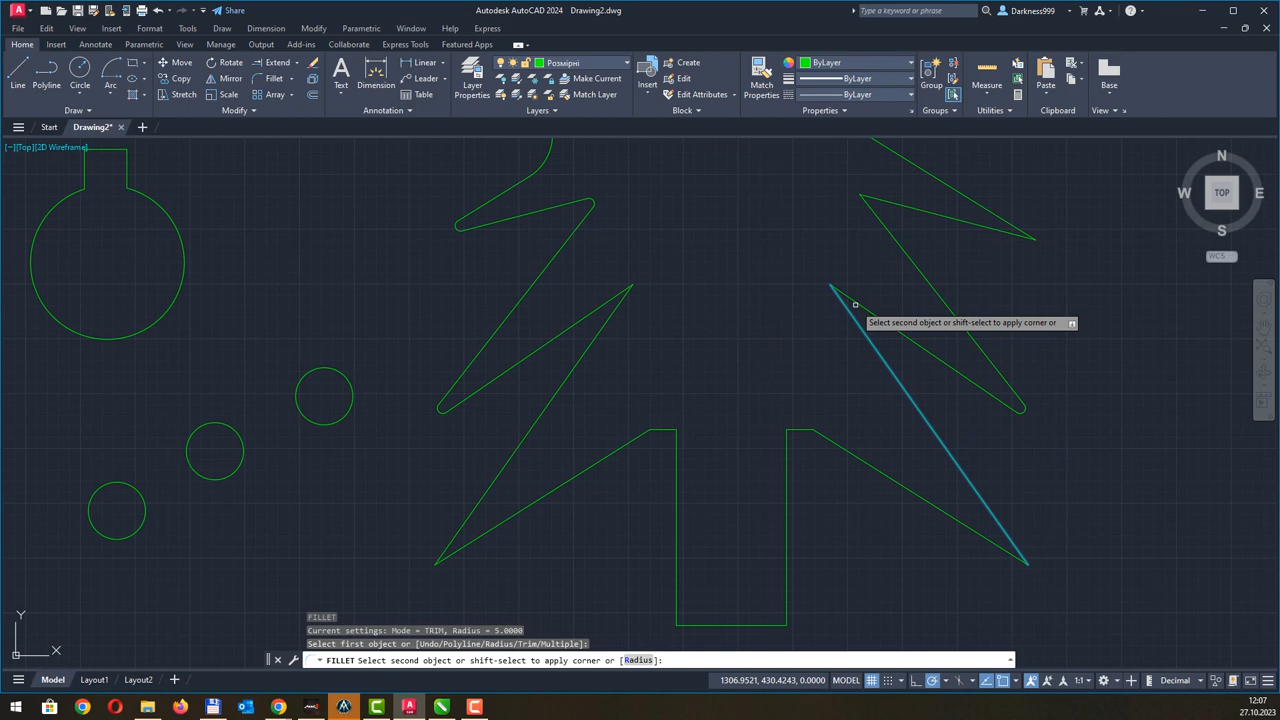 Share
Autodesk AutoCAD 2024 Drawing2.dwg
Type a keyword or phrase
Darkness999
File Edit View Insert Format Tools Draw Dimension Modify Parametric Window Help Express
Home Insert Annotate Parametric View Manage Output Add-ins Collaborate Express Tools Featured Apps
Line Polyline Circle Arc
Move Rotate Extend
Copy Mirror Fillet
Stretch Scale Array
Text Dimension
Linear
Leader
Table
Layer Properties
Розмірні
Make Current
Match Layer
Insert
Create
Edit
Edit Attributes
Match Properties
ByLayer
ByLayer
ByLayer
Group
Measure
Paste
Base
Draw Modify Annotation Layers Block Properties Groups Utilities Clipboard View
Start Drawing2*
[−][Top][2D Wireframe]
N
W TOP E
S
WCS
Select second object or shift-select to apply corner or
Y
X
FILLET
Current settings: Mode = TRIM, Radius = 5.0000
Select first object or [Undo/Polyline/Radius/Trim/Multiple]:
FILLET Select second object or shift-select to apply corner or [Radius]:
Model Layout1 Layout2
1306.9521, 430.4243, 0.0000 MODEL
1:1
Decimal
12:07
27.10.2023